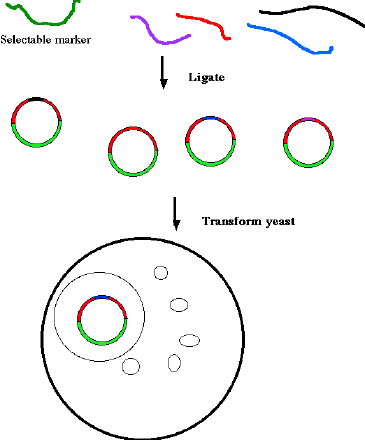 Selectable marker
Ligate
Transform yeast